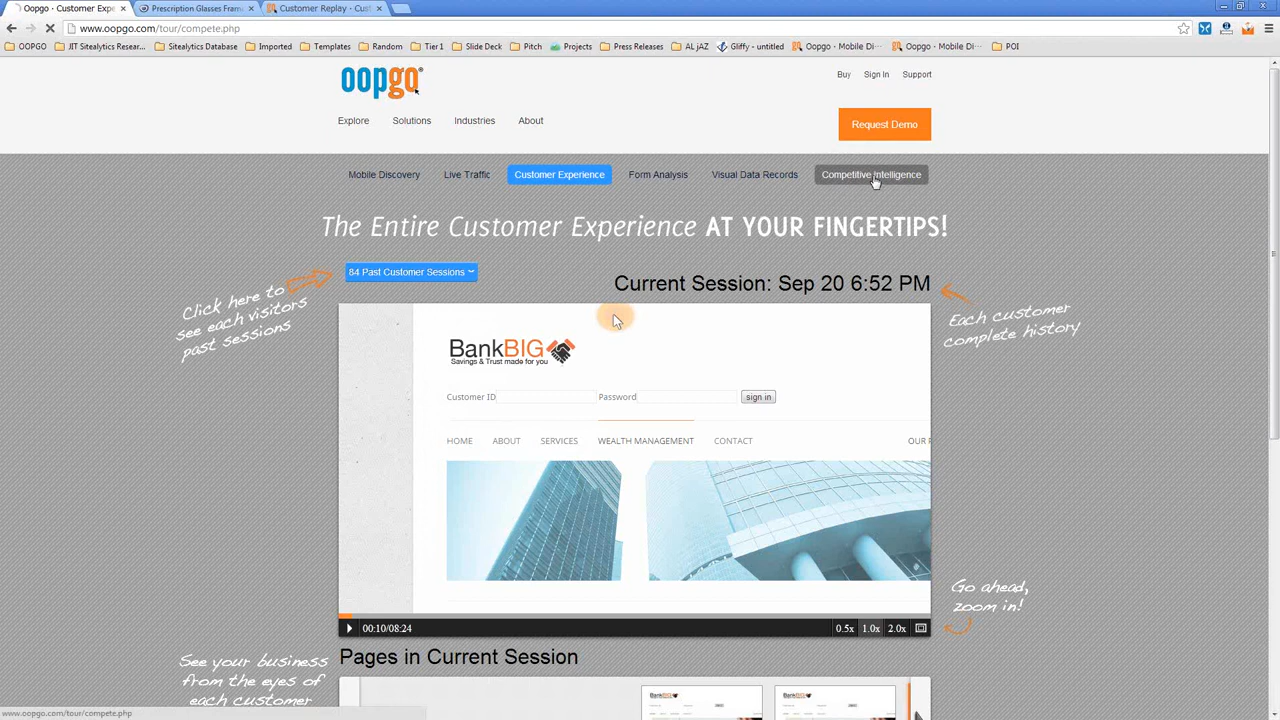 Oopgo - Customer Expe
Prescription Glasses Fram
Customer Replay - Cust
www.oopgo.com/tour/compete.php
OOPGO
JIT Sitealytics Resear...
Sitealytics Database
Imported
Templates
Random
Tier 1
Slide Deck
Pitch
Projects
Press Releases
AL jAZ
Gliffy - untitled
Oopgo - Mobile Di...
Oopgo - Mobile Di...
POI
oopgo®
Buy
Sign In
Support
Explore
Solutions
Industries
About
Request Demo
Mobile Discovery
Live Traffic
Customer Experience
Form Analysis
Visual Data Records
Competitive Intelligence
The Entire Customer Experience AT YOUR FINGERTIPS!
84 Past Customer Sessions
Current Session: Sep 20 6:52 PM
Click here to
see each visitors
past sessions
Each customer
complete history
BankBIG
Savings & Trust made for you
Customer ID
Password
sign in
HOME
ABOUT
SERVICES
WEALTH MANAGEMENT
CONTACT
OUR
Go ahead,
zoom in!
00:10/08:24
0.5x
1.0x
2.0x
See your business
from the eyes of
each customer
Pages in Current Session
BankBIG
BankBIG
www.oopgo.com/tour/compete.php